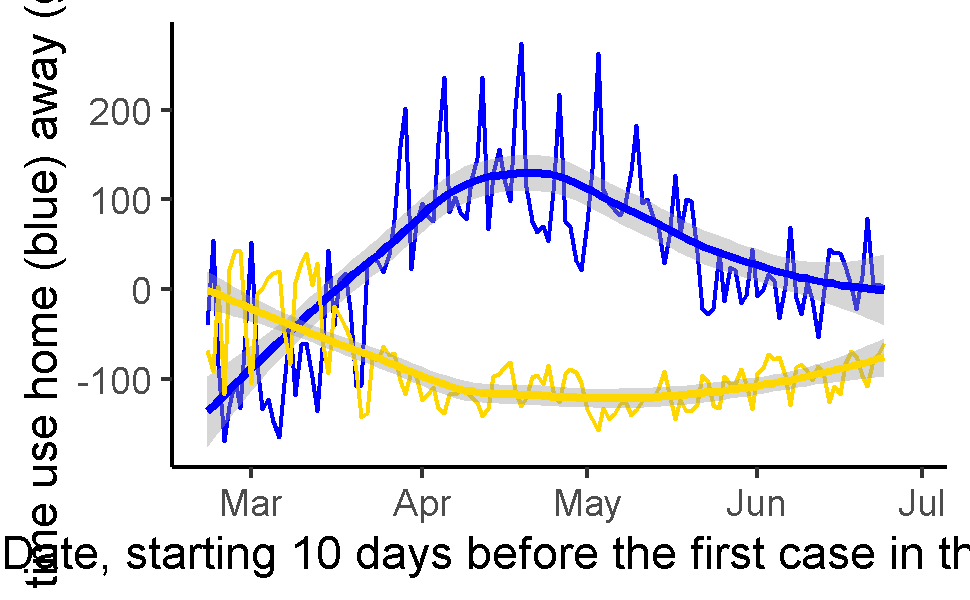 time use home (blue) away (
200
100
0
-100
Mar Apr May Jun Jul
Date, starting 10 days before the first case in th